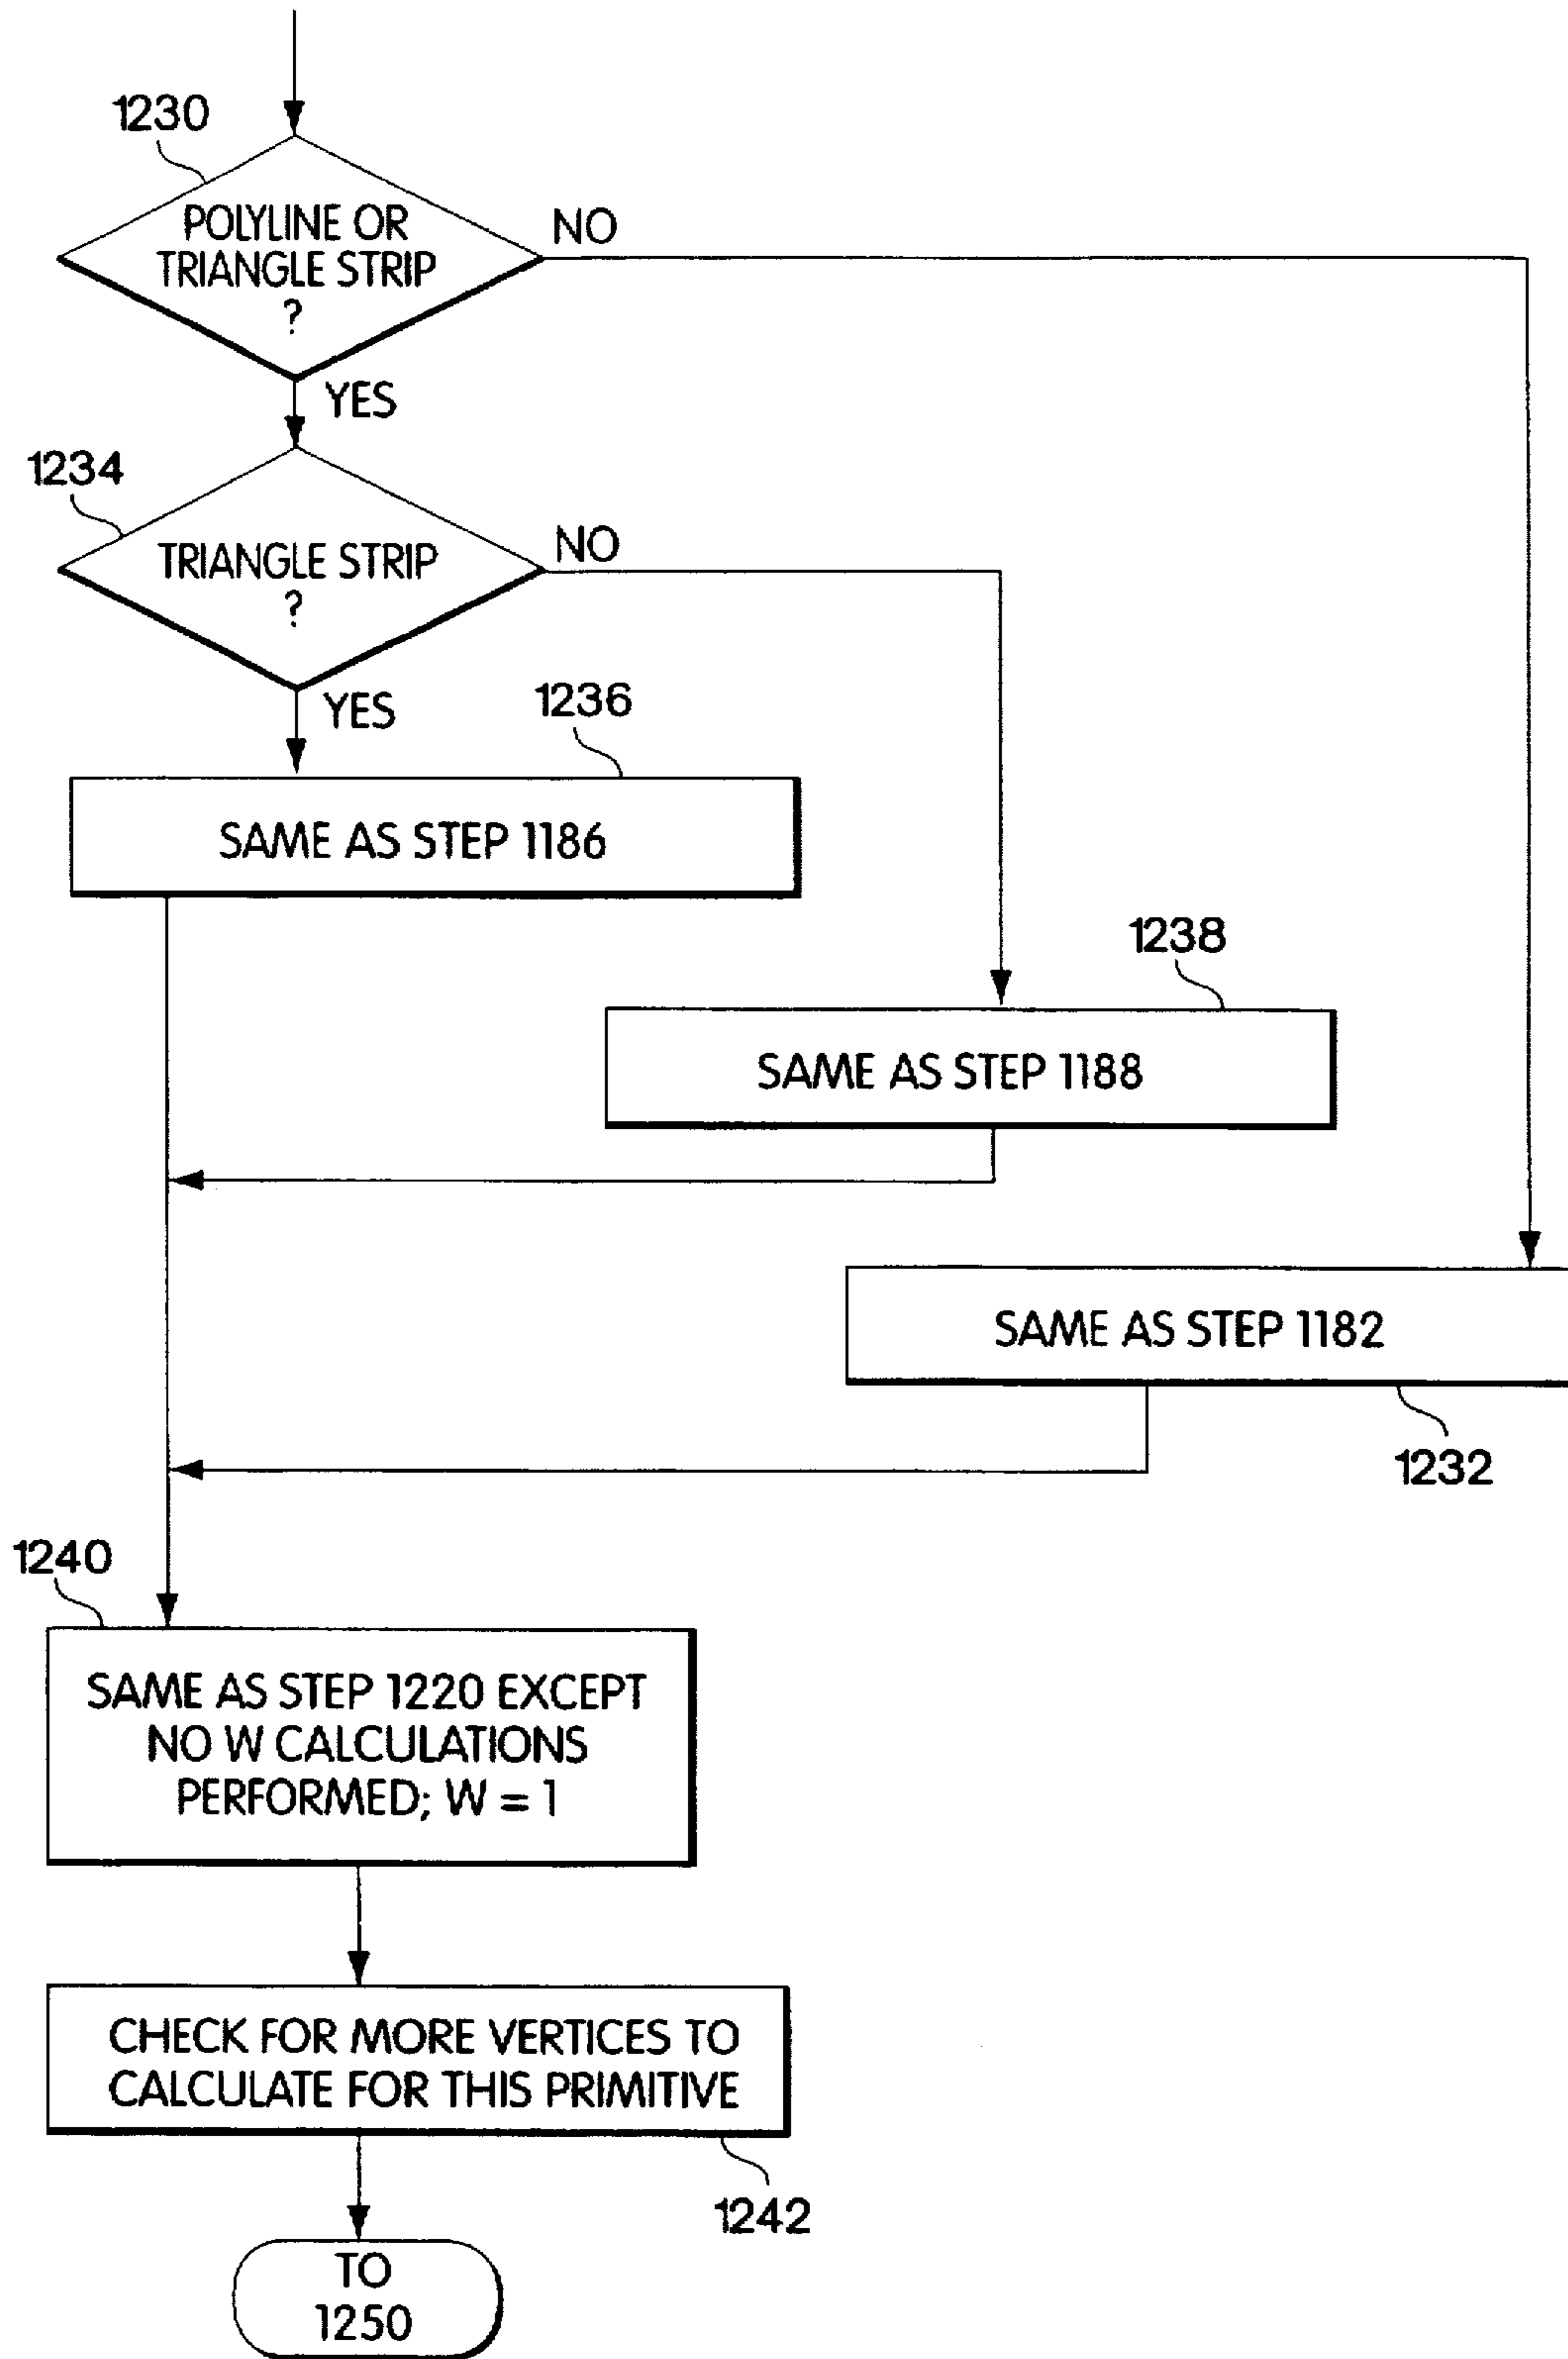 1230
POLYLINE OR
TRIANGLE STRIP
?
NO
YES
1234
TRIANGLE STRIP
?
NO
YES
1236
SAME AS STEP 1186
1238
SAME AS STEP 1188
SAME AS STEP 1182
1232
1240
SAME AS STEP 1220 EXCEPT
NO W CALCULATIONS
PERFORMED; W = 1
CHECK FOR MORE VERTICES TO
CALCULATE FOR THIS PRIMITIVE
1242
TO
1250